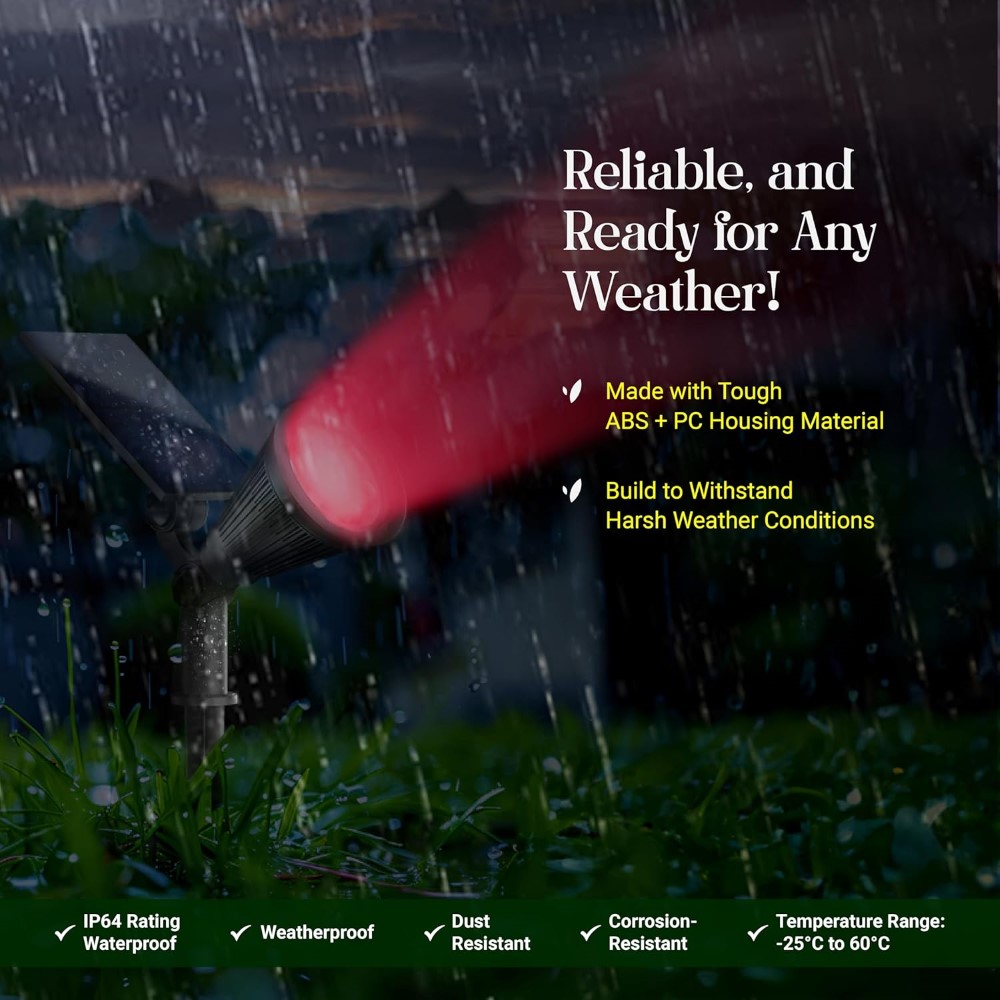 Reliable, and
Ready for Any
Weather!
Made with Tough
ABS + PC Housing Material
Build to Withstand
Harsh Weather Conditions
IP64 Rating
Waterproof
Weatherproof
Dust
Resistant
Corrosion-
Resistant
Temperature Range:
-25°C to 60°C